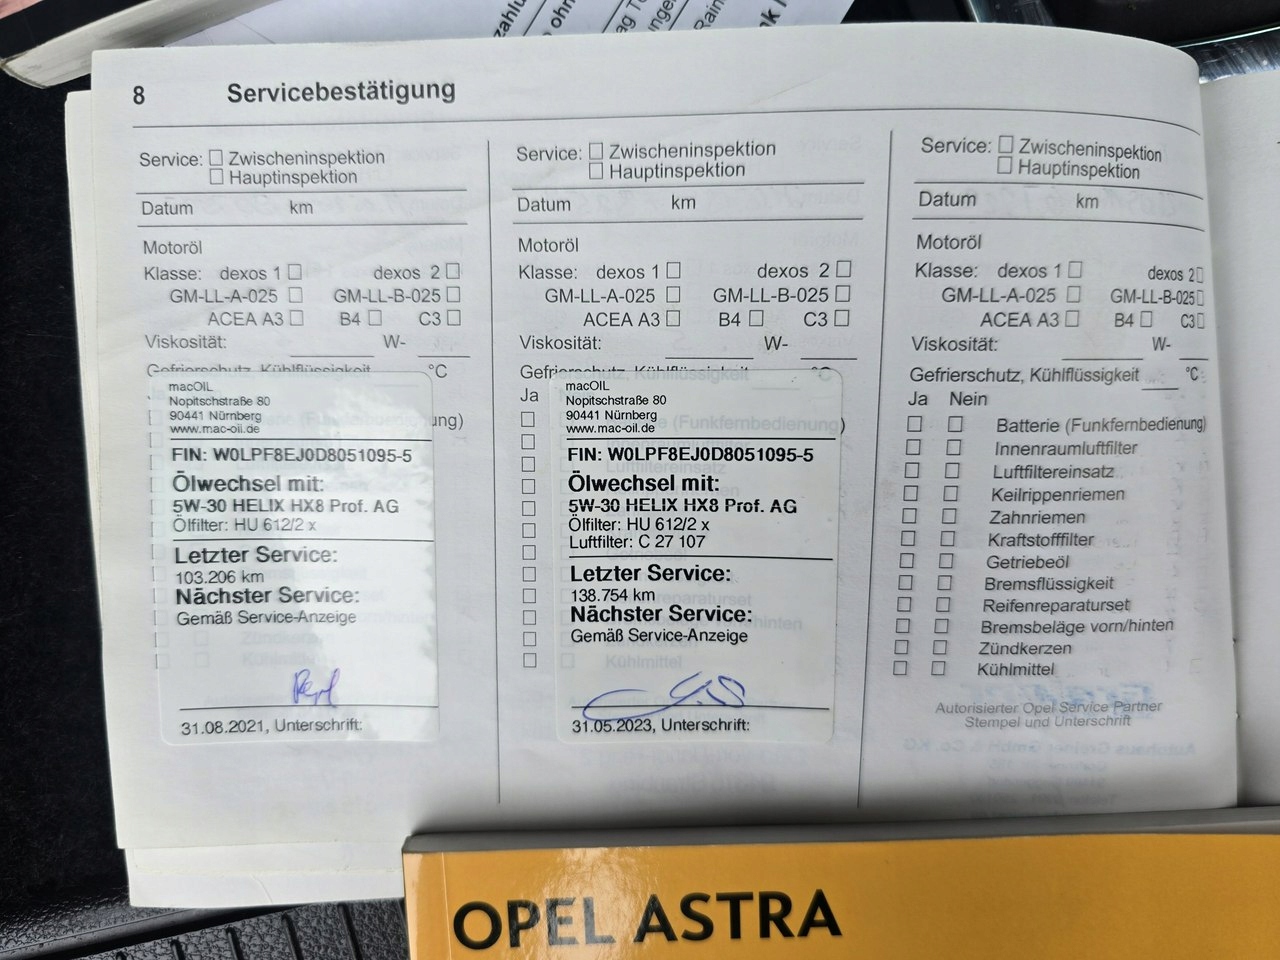 8 Servicebestätigung
Service: Zwischeninspektion
Hauptinspektion
Datum km
Motoröl
Klasse: dexos 1 dexos 2
GM-LL-A-025 GM-LL-B-025
ACEA A3 B4 C3
Viskosität: W-
Gefrierschutz, Kühlflüssigkeit °C
macOIL
Nopitschstraße 80
90441 Nürnberg
www.mac-oil.de
FIN: W0LPF8EJ0D8051095-5
Ölwechsel mit:
5W-30 HELIX HX8 Prof. AG
Ölfilter: HU 612/2 x
Letzter Service:
103.206 km
Nächster Service:
Gemäß Service-Anzeige
31.08.2021, Unterschrift:
Service: Zwischeninspektion
Hauptinspektion
Datum km
Motoröl
Klasse: dexos 1 dexos 2
GM-LL-A-025 GM-LL-B-025
ACEA A3 B4 C3
Viskosität: W-
Gefrierschutz, Kühlflüssigkeit °C
Ja
(Funkfernbedienung)
macOIL
Nopitschstraße 80
90441 Nürnberg
www.mac-oil.de
FIN: W0LPF8EJ0D8051095-5
Ölwechsel mit:
5W-30 HELIX HX8 Prof. AG
Ölfilter: HU 612/2 x
Luftfilter: C 27 107
Letzter Service:
138.754 km
Nächster Service:
Gemäß Service-Anzeige
31.05.2023, Unterschrift:
Service: Zwischeninspektion
Hauptinspektion
Datum km
Motoröl
Klasse: dexos 1 dexos 2
GM-LL-A-025 GM-LL-B-025
ACEA A3 B4 C3
Viskosität: W-
Gefrierschutz, Kühlflüssigkeit °C
Ja Nein
Batterie (Funkfernbedienung)
Innenraumluftfilter
Luftfiltereinsatz
Keilrippenriemen
Zahnriemen
Kraftstofffilter
Getriebeöl
Bremsflüssigkeit
Reifenreparaturset
Bremsbeläge vorn/hinten
Zündkerzen
Kühlmittel
Autorisierter Opel Service Partner
Stempel und Unterschrift
OPEL ASTRA